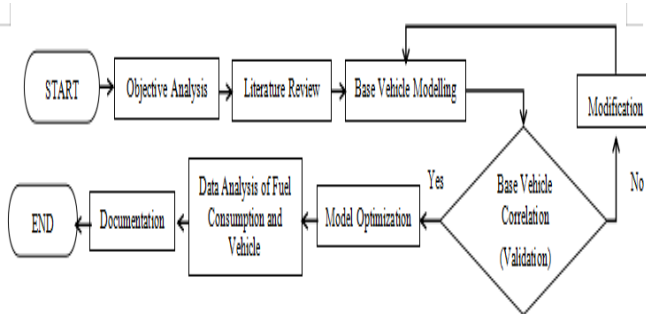 START
Objective Analysis
Literature Review
Base Vehicle Modelling
Modification
No
Base Vehicle
Correlation
(Validation)
Yes
Model Optimization
Data Analysis of Fuel
Consumption and
Vehicle
Documentation
END